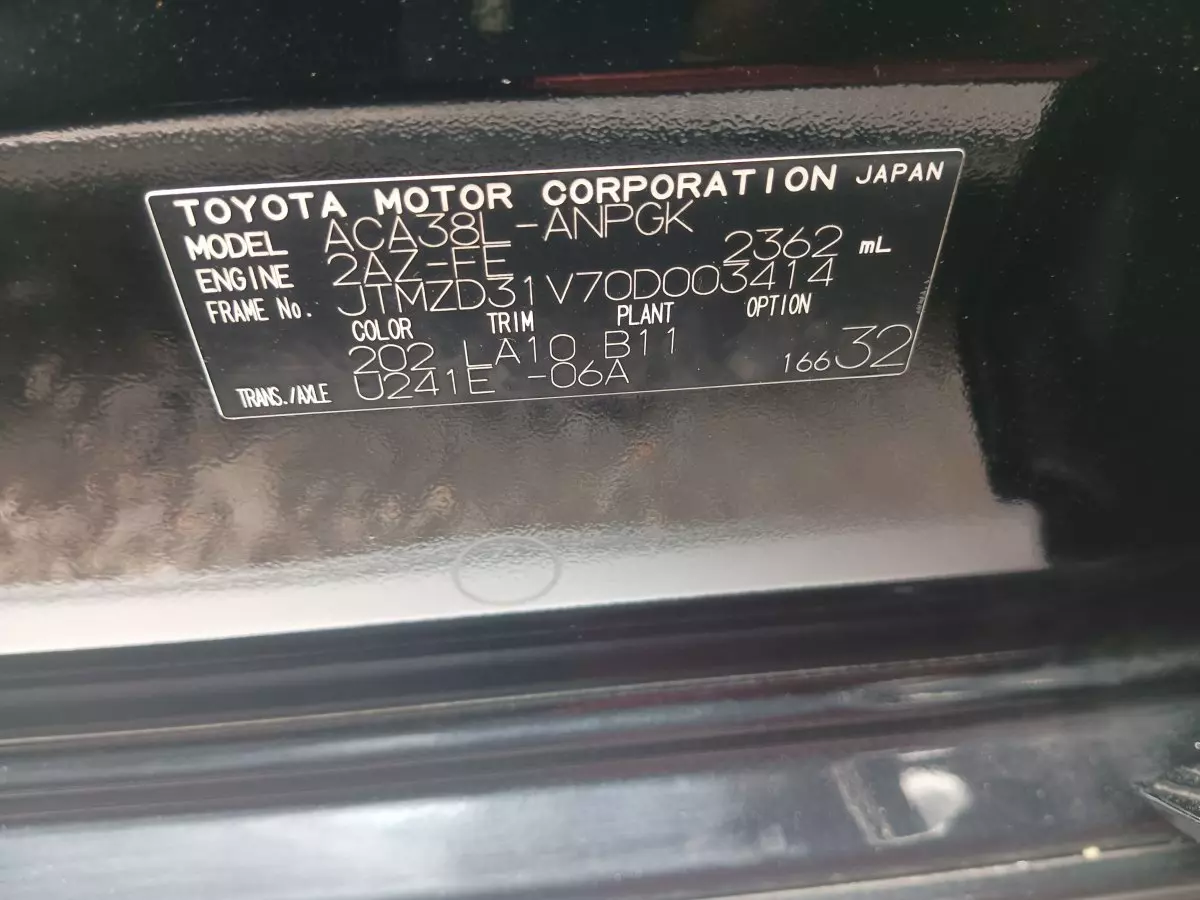 TOYOTA MOTOR CORPORATION JAPAN
MODEL ACA38L-ANPGK
ENGINE 2AZ-FE 2362 mL
FRAME No. JTMZD31V70D003414
COLOR TRIM PLANT OPTION
202 LA10 B11
TRANS./AXLE U241E -06A 16632